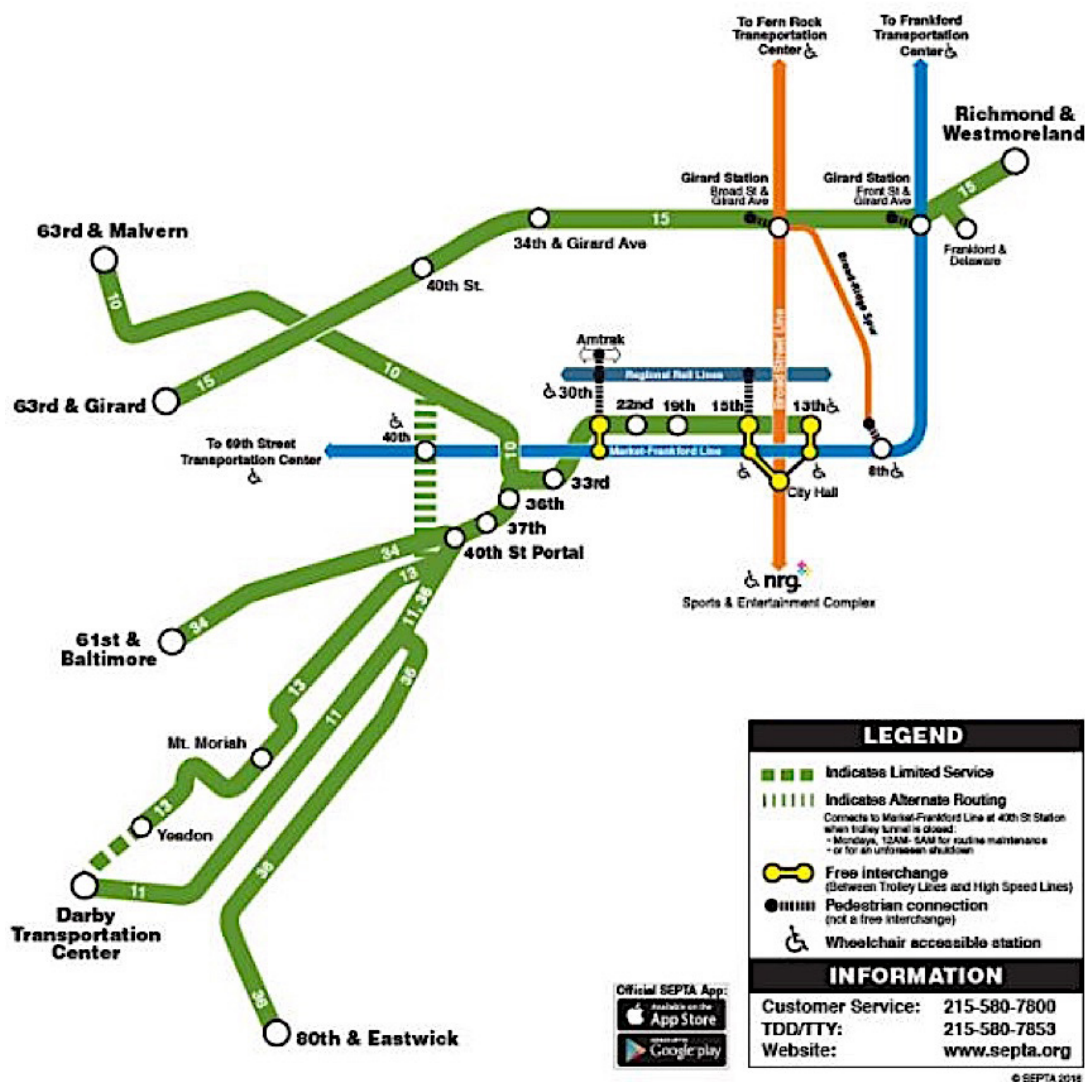 To Fern Rock
Transportation
Center
To Frankford
Transportation
Center
Richmond &
Westmoreland
Girard Station
Broad St &
Girard Ave
Girard Station
Front St &
Girard Ave
15
15
63rd & Malvern
34th & Girard Ave
Frankford &
Delaware
40th St.
10
Broad-Ridge Spur
Broad Street Line
Amtrak
15
10
Regional Rail Lines
63rd & Girard
30th
22nd
19th
15th
13th
40th
To 69th Street
Transportation Center
10
Market-Frankford Line
8th
33rd
City Hall
36th
37th
40th St Portal
34
13
nrg
Sports & Entertainment Complex
11, 36
34
61st &
Baltimore
36
13
11
Mt. Moriah
13
Yeadon
36
11
Darby
Transportation
Center
36
80th & Eastwick
LEGEND
Indicates Limited Service
Indicates Alternate Routing
Connects to Market-Frankford Line at 40th St Station
when trolley tunnel is closed:
- Mondays, 12AM- 5AM for routine maintenance
- or for an unforeseen shutdown
Free interchange
(Between Trolley Lines and High Speed Lines)
Pedestrian connection
(not a free interchange)
Wheelchair accessible station
INFORMATION
Customer Service: 215-580-7800
TDD/TTY: 215-580-7853
Website: www.septa.org
Official SEPTA App:
Available on the
App Store
Google play